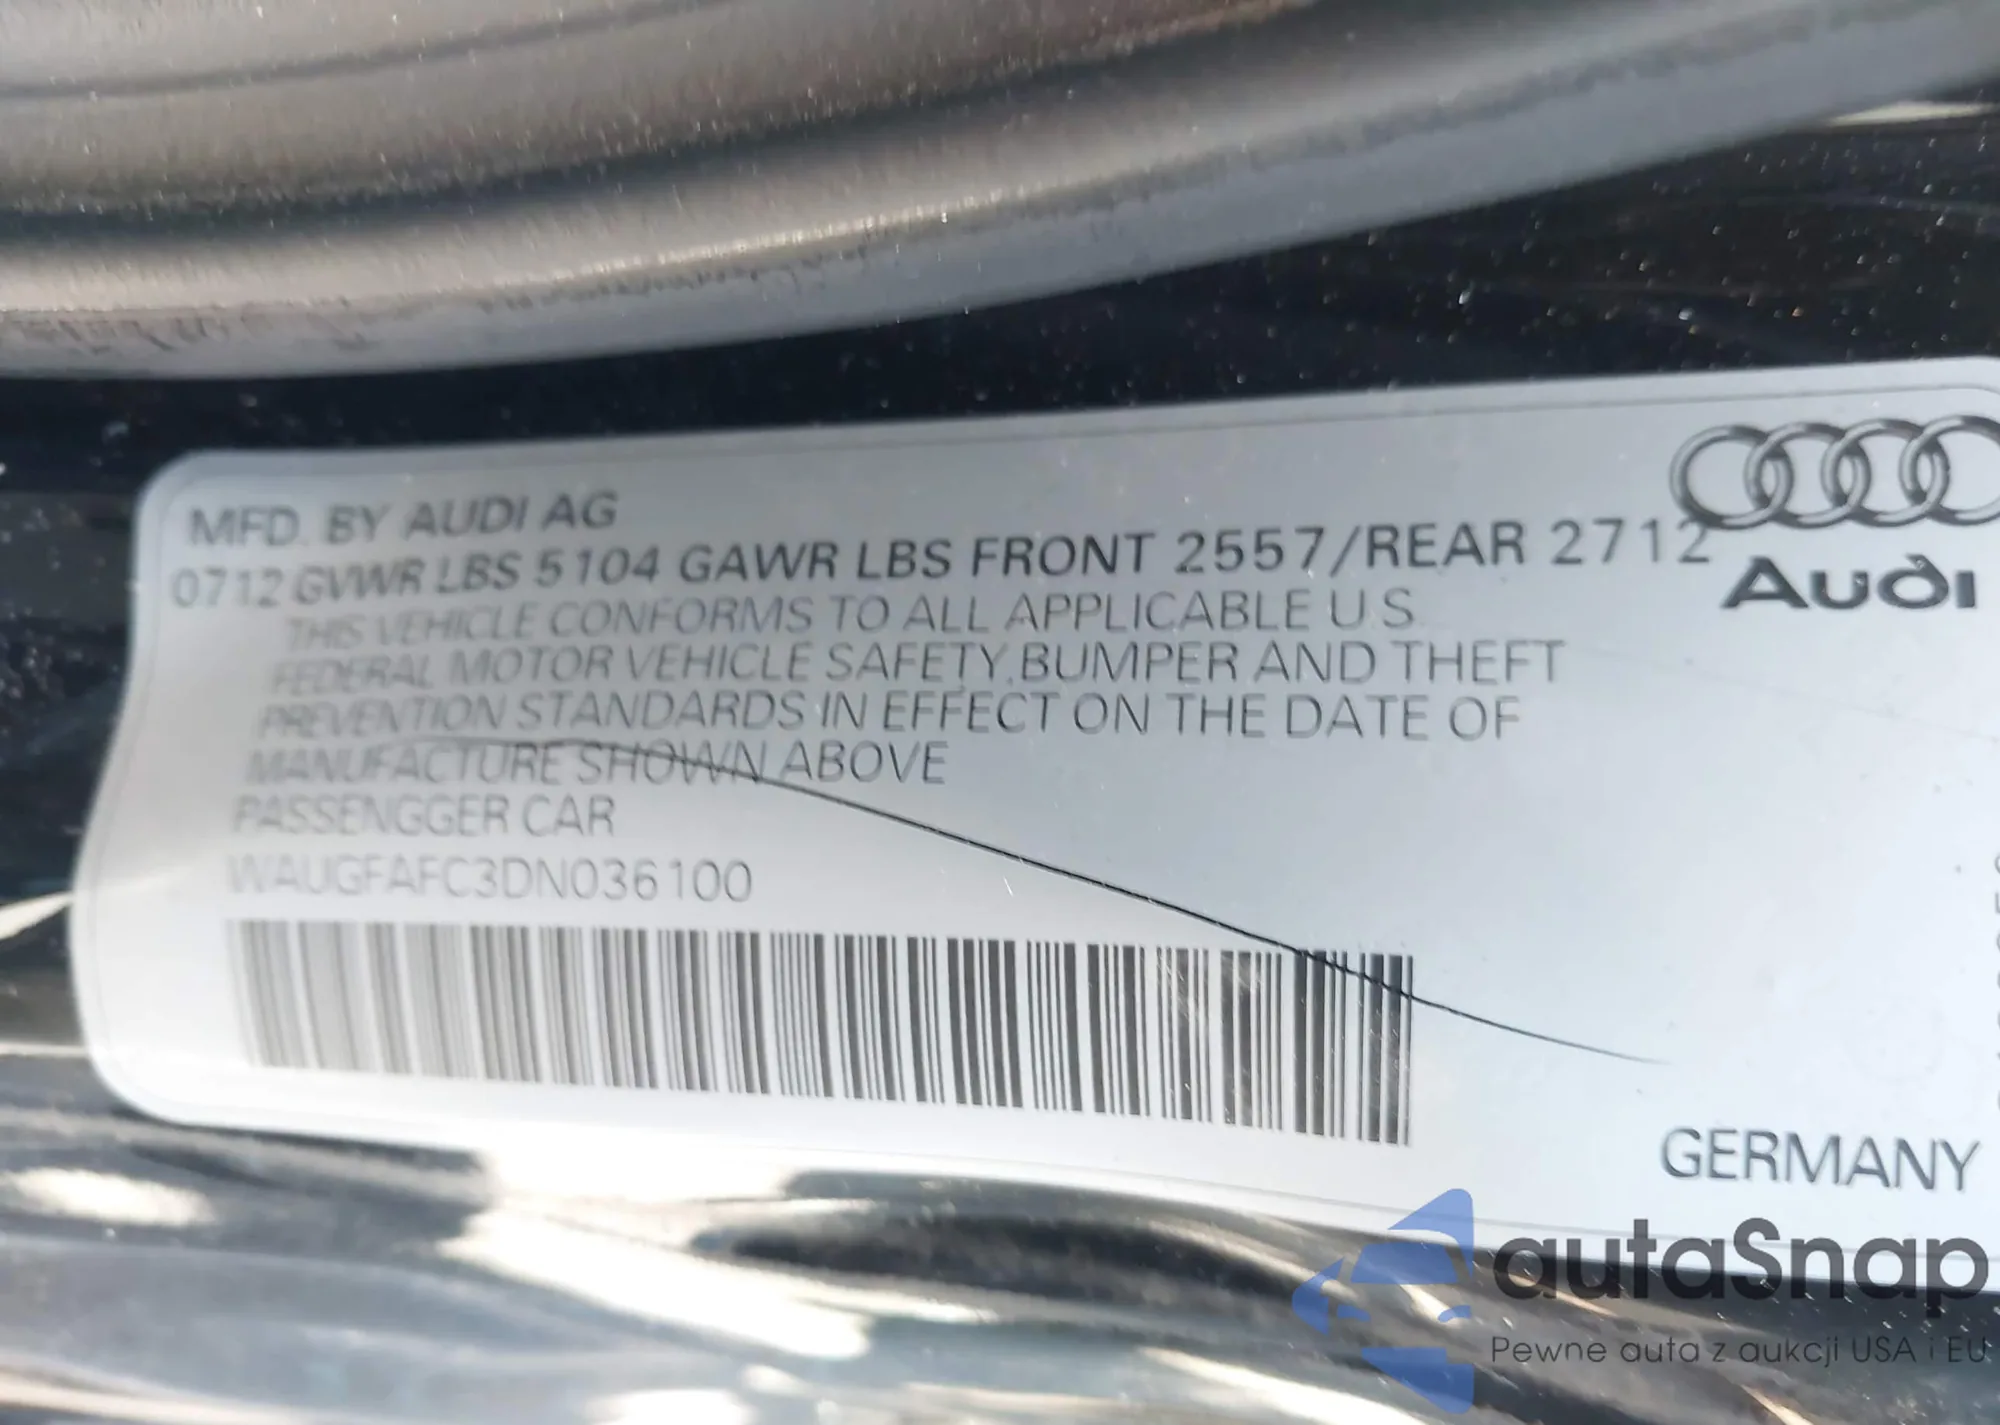 MFD. BY AUDI AG
0712 GVWR LBS 5104 GAWR LBS FRONT 2557/REAR 2712
THIS VEHICLE CONFORMS TO ALL APPLICABLE U.S.
FEDERAL MOTOR VEHICLE SAFETY,BUMPER AND THEFT
PREVENTION STANDARDS IN EFFECT ON THE DATE OF
MANUFACTURE SHOWN ABOVE
PASSENGGER CAR
WAUGFAFC3DN036100
Audi
GERMANY
autaSnap
Pewne auta z aukcji USA i EU